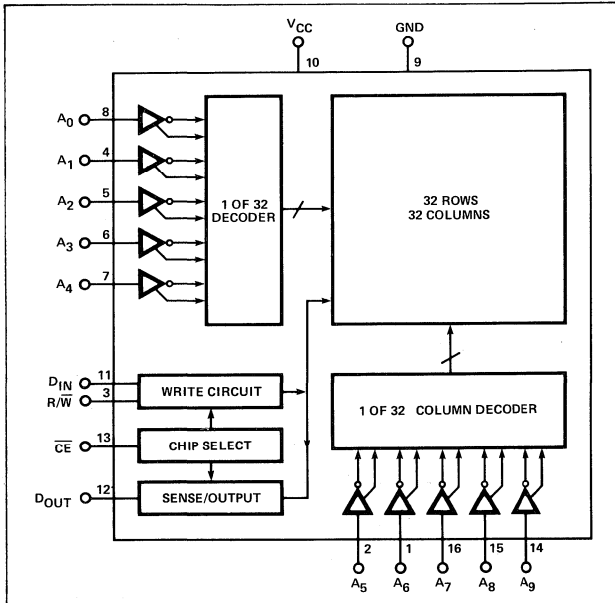 VCC GND
10 9
A0 8
A1 4
A2 5
A3 6
A4 7
1 OF 32
DECODER
32 ROWS
32 COLUMNS
DIN 11
R/W̅ 3
WRITE CIRCUIT
C̅E̅ 13
CHIP SELECT
DOUT 12
SENSE/OUTPUT
1 OF 32 COLUMN DECODER
2 1 16 15 14
A5 A6 A7 A8 A9